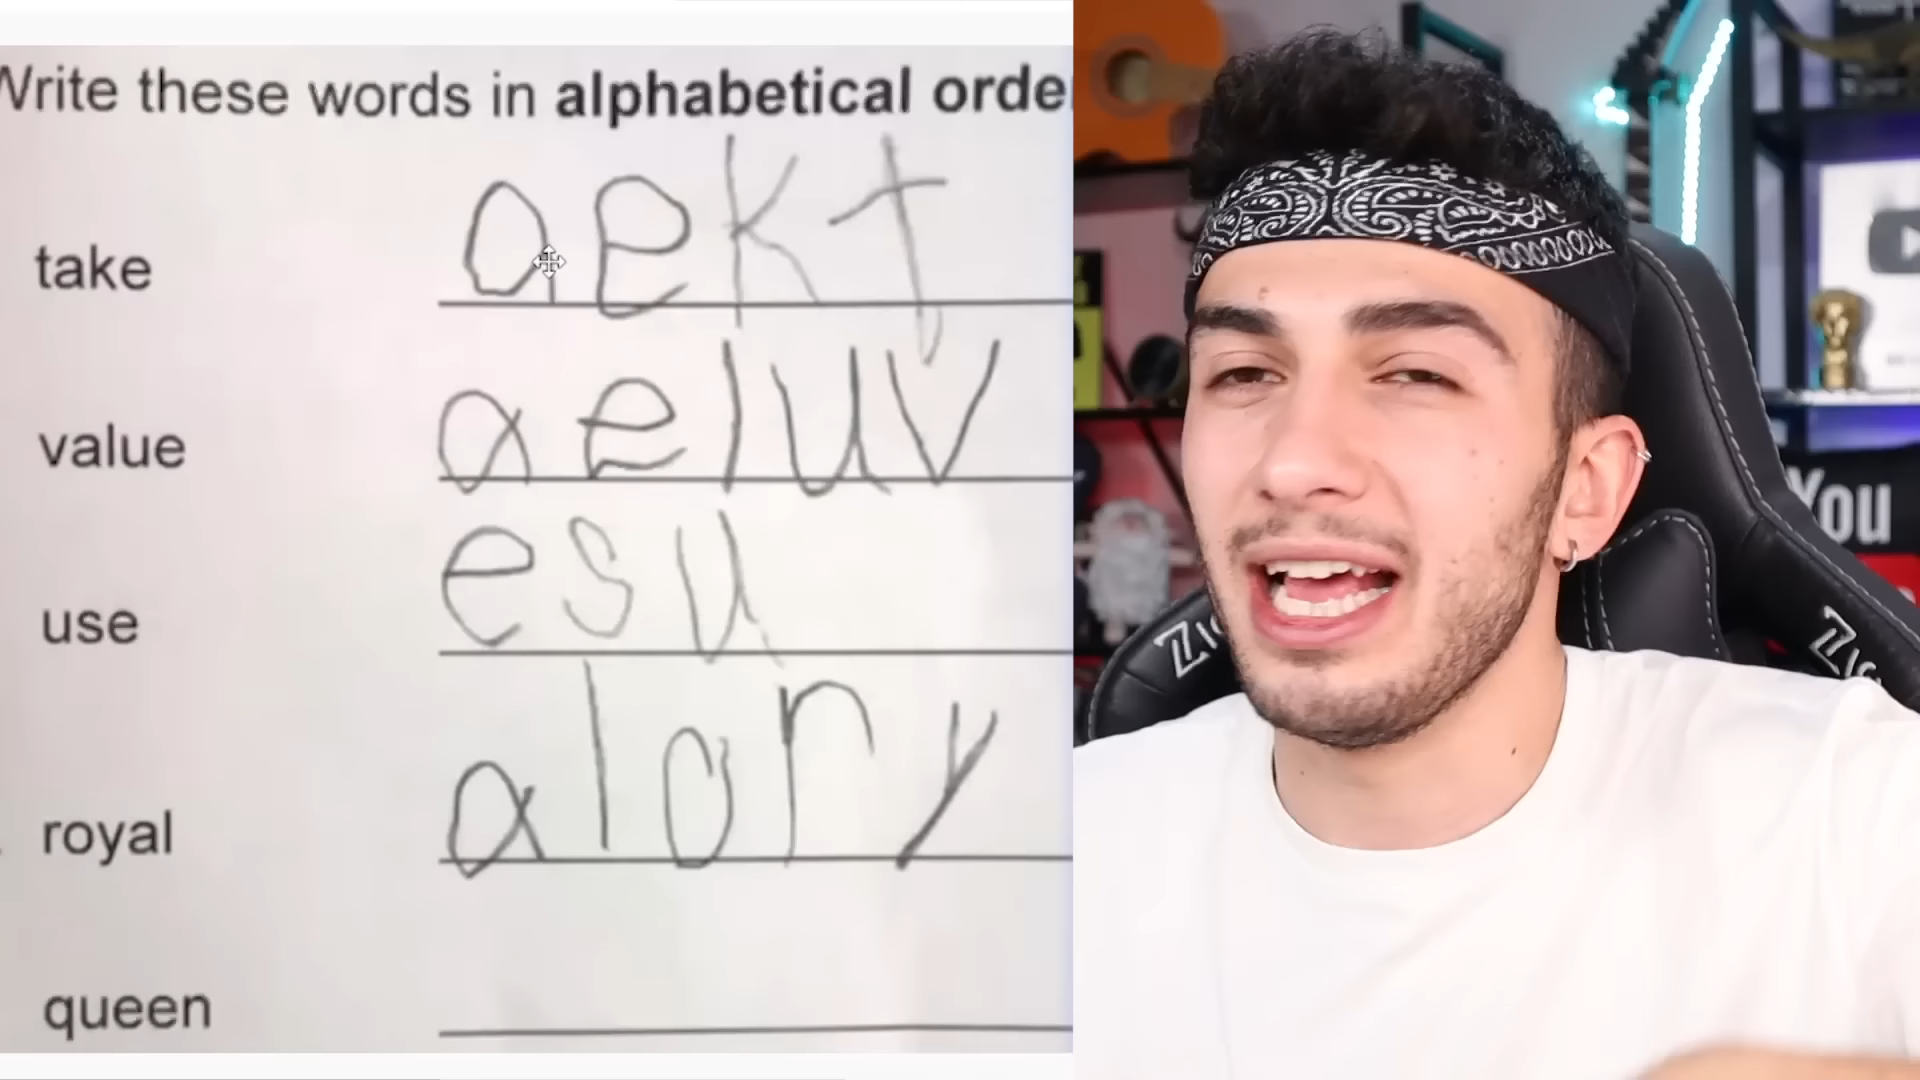 Write these words in alphabetical orde
take aekt
value aeluv
use esu
royal alory
queen
You